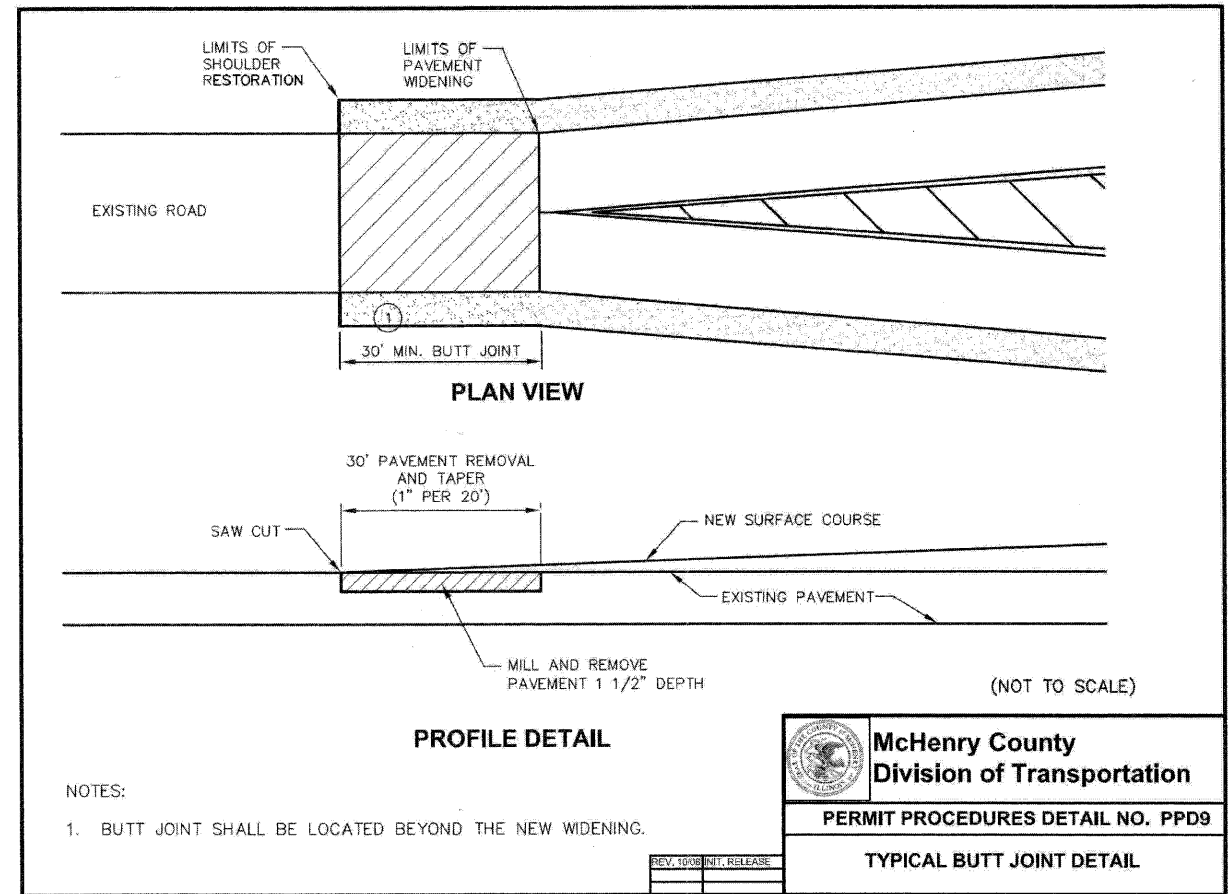 LIMITS OF
SHOULDER
RESTORATION
LIMITS OF
PAVEMENT
WIDENING
EXISTING ROAD
1
30' MIN. BUTT JOINT
PLAN VIEW
30' PAVEMENT REMOVAL
AND TAPER
(1" PER 20')
SAW CUT
NEW SURFACE COURSE
EXISTING PAVEMENT
MILL AND REMOVE
PAVEMENT 1 1/2" DEPTH
(NOT TO SCALE)
PROFILE DETAIL
NOTES:
1. BUTT JOINT SHALL BE LOCATED BEYOND THE NEW WIDENING.
REV. 10/08 INIT. RELEASE
McHenry County
Division of Transportation
PERMIT PROCEDURES DETAIL NO. PPD9
TYPICAL BUTT JOINT DETAIL